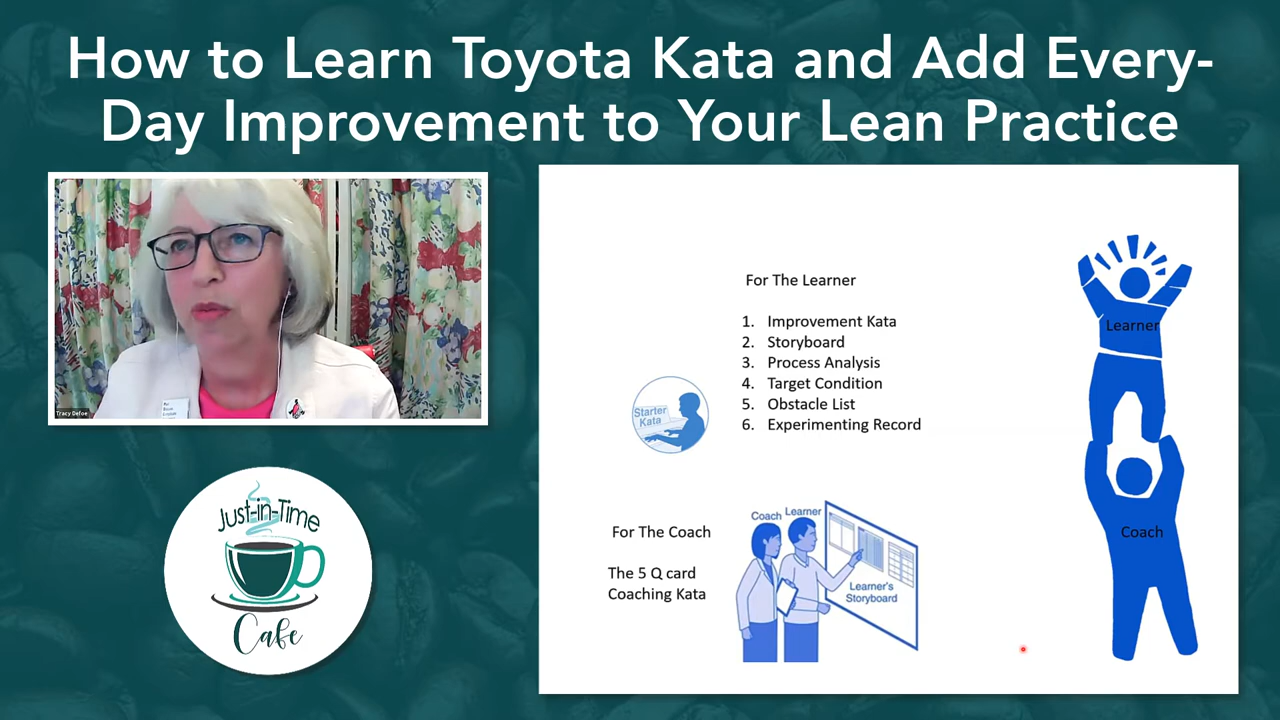 How to Learn Toyota Kata and Add Every-
Day Improvement to Your Lean Practice
Tracy Defoe
Just-in-Time
Cafe
For The Learner
1. Improvement Kata
2. Storyboard
3. Process Analysis
4. Target Condition
5. Obstacle List
6. Experimenting Record
Starter
Kata
For The Coach
The 5 Q card
Coaching Kata
Coach Learner
Learner's
Storyboard
Learner
Coach